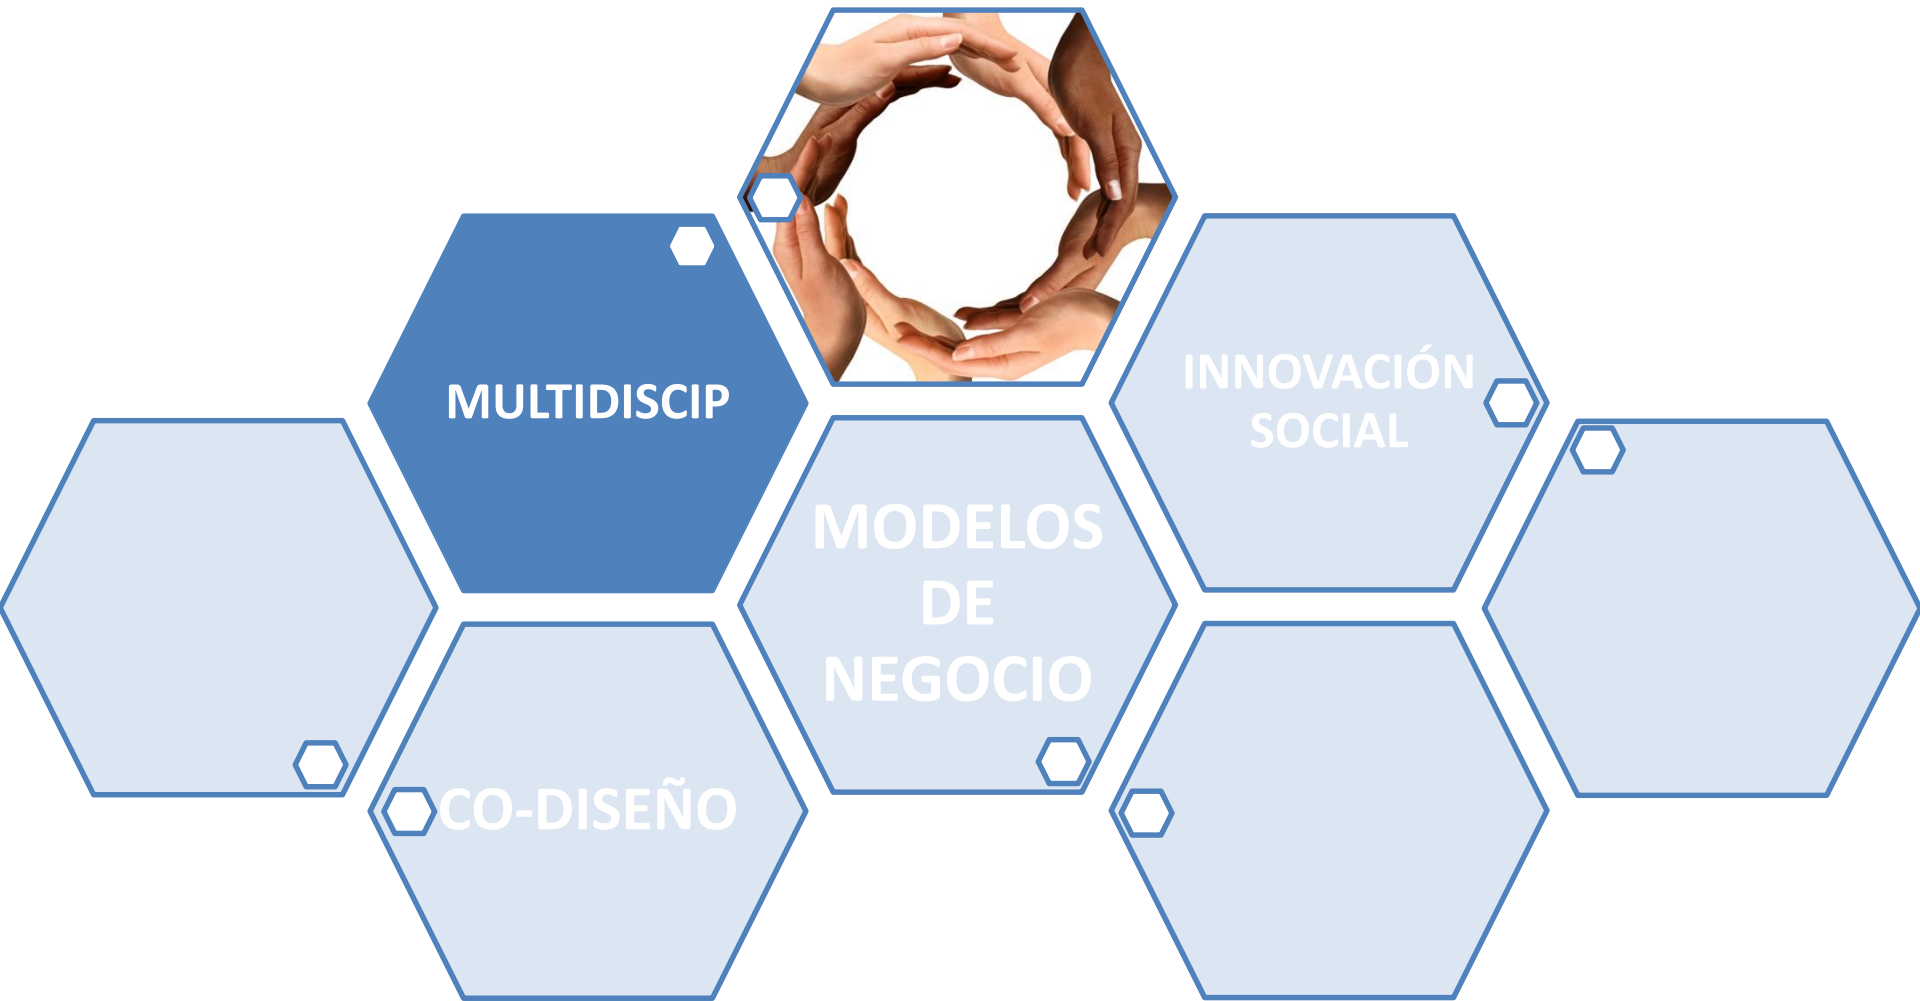 MULTIDISCIP
INNOVACIÓN
SOCIAL
MODELOS
DE
NEGOCIO
CO-DISEÑO